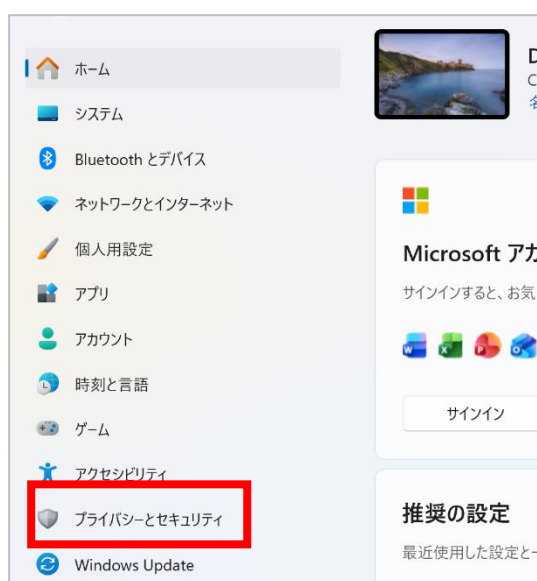 ホーム
システム
Bluetooth とデバイス
ネットワークとインターネット
個人用設定
アプリ
アカウント
時刻と言語
ゲーム
アクセシビリティ
プライバシーとセキュリティ
Windows Update
Microsoft アカ
サインインすると、お気
サインイン
推奨の設定
最近使用した設定と一